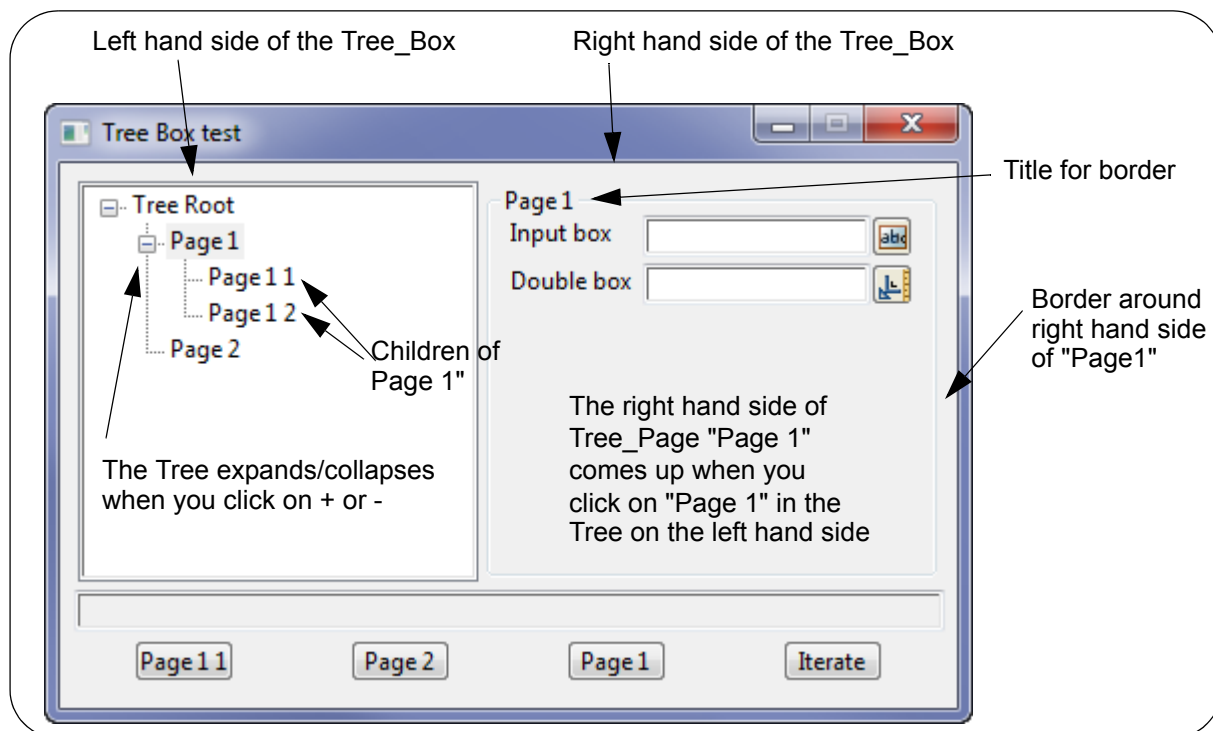 Left hand side of the Tree_Box
Right hand side of the Tree_Box
Tree Box test
Title for border
Tree Root
Page 1
Page 1 1
Page 1 2
Page 2
Children of
Page 1"
The Tree expands/collapses
when you click on + or -
Page 1
Input box
abc
Double box
Border around
right hand side
of "Page1"
The right hand side of
Tree_Page "Page 1"
comes up when you
click on "Page 1" in the
Tree on the left hand side
Page 1 1
Page 2
Page 1
Iterate